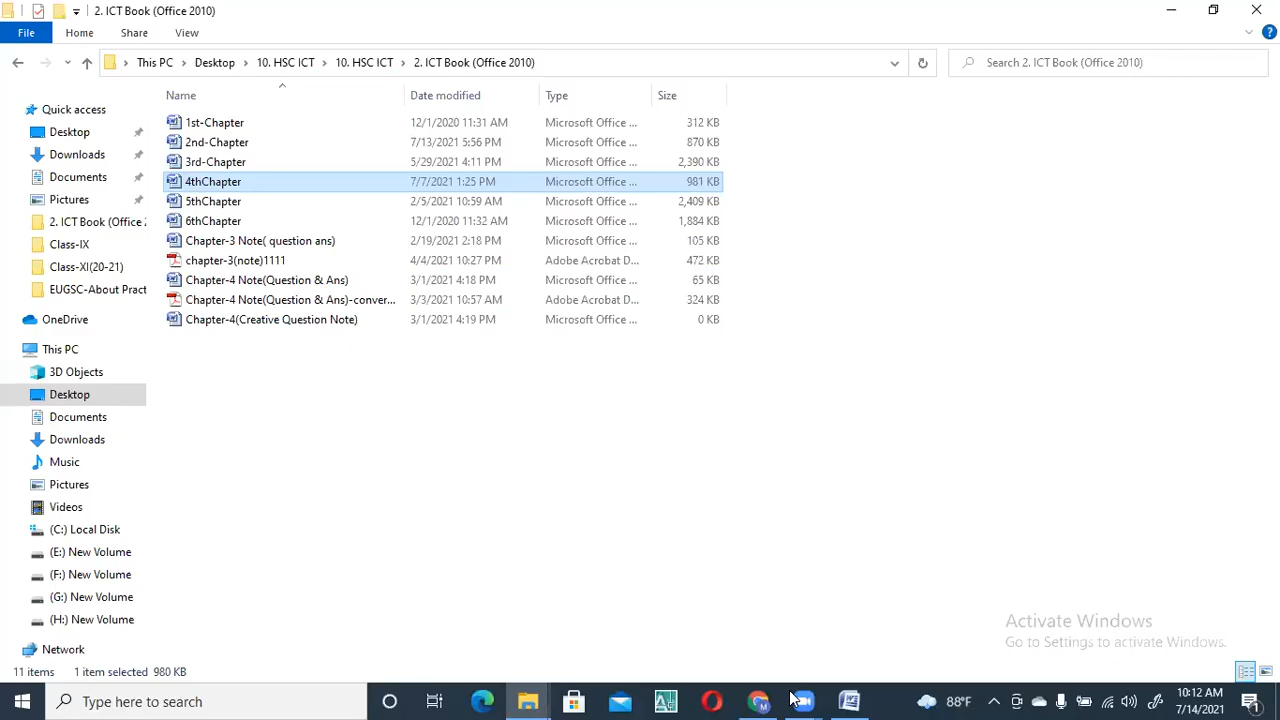 2. ICT Book (Office 2010)
File Home Share View
This PC Desktop 10. HSC ICT 10. HSC ICT 2. ICT Book (Office 2010) Search 2. ICT Book (Office 2010)
Name Date modified Type Size
Quick access
Desktop
Downloads
Documents
Pictures
2. ICT Book (Office 2
Class-IX
Class-XI(20-21)
EUGSC-About Pract
OneDrive
This PC
3D Objects
Desktop
Documents
Downloads
Music
Pictures
Videos
(C:) Local Disk
(E:) New Volume
(F:) New Volume
(G:) New Volume
(H:) New Volume
Network
1st-Chapter 12/1/2020 11:31 AM Microsoft Office ... 312 KB
2nd-Chapter 7/13/2021 5:56 PM Microsoft Office ... 870 KB
3rd-Chapter 5/29/2021 4:11 PM Microsoft Office ... 2,390 KB
4thChapter 7/7/2021 1:25 PM Microsoft Office ... 981 KB
5thChapter 2/5/2021 10:59 AM Microsoft Office ... 2,409 KB
6thChapter 12/1/2020 11:32 AM Microsoft Office ... 1,884 KB
Chapter-3 Note( question ans) 2/19/2021 2:18 PM Microsoft Office ... 105 KB
chapter-3(note)1111 4/4/2021 10:27 PM Adobe Acrobat D... 472 KB
Chapter-4 Note(Question & Ans) 3/1/2021 4:18 PM Microsoft Office ... 65 KB
Chapter-4 Note(Question & Ans)-conver... 3/3/2021 10:57 AM Adobe Acrobat D... 324 KB
Chapter-4(Creative Question Note) 3/1/2021 4:19 PM Microsoft Office ... 0 KB
Activate Windows
Go to Settings to activate Windows.
11 items 1 item selected 980 KB
Type here to search
88°F
10:12 AM
7/14/2021
1